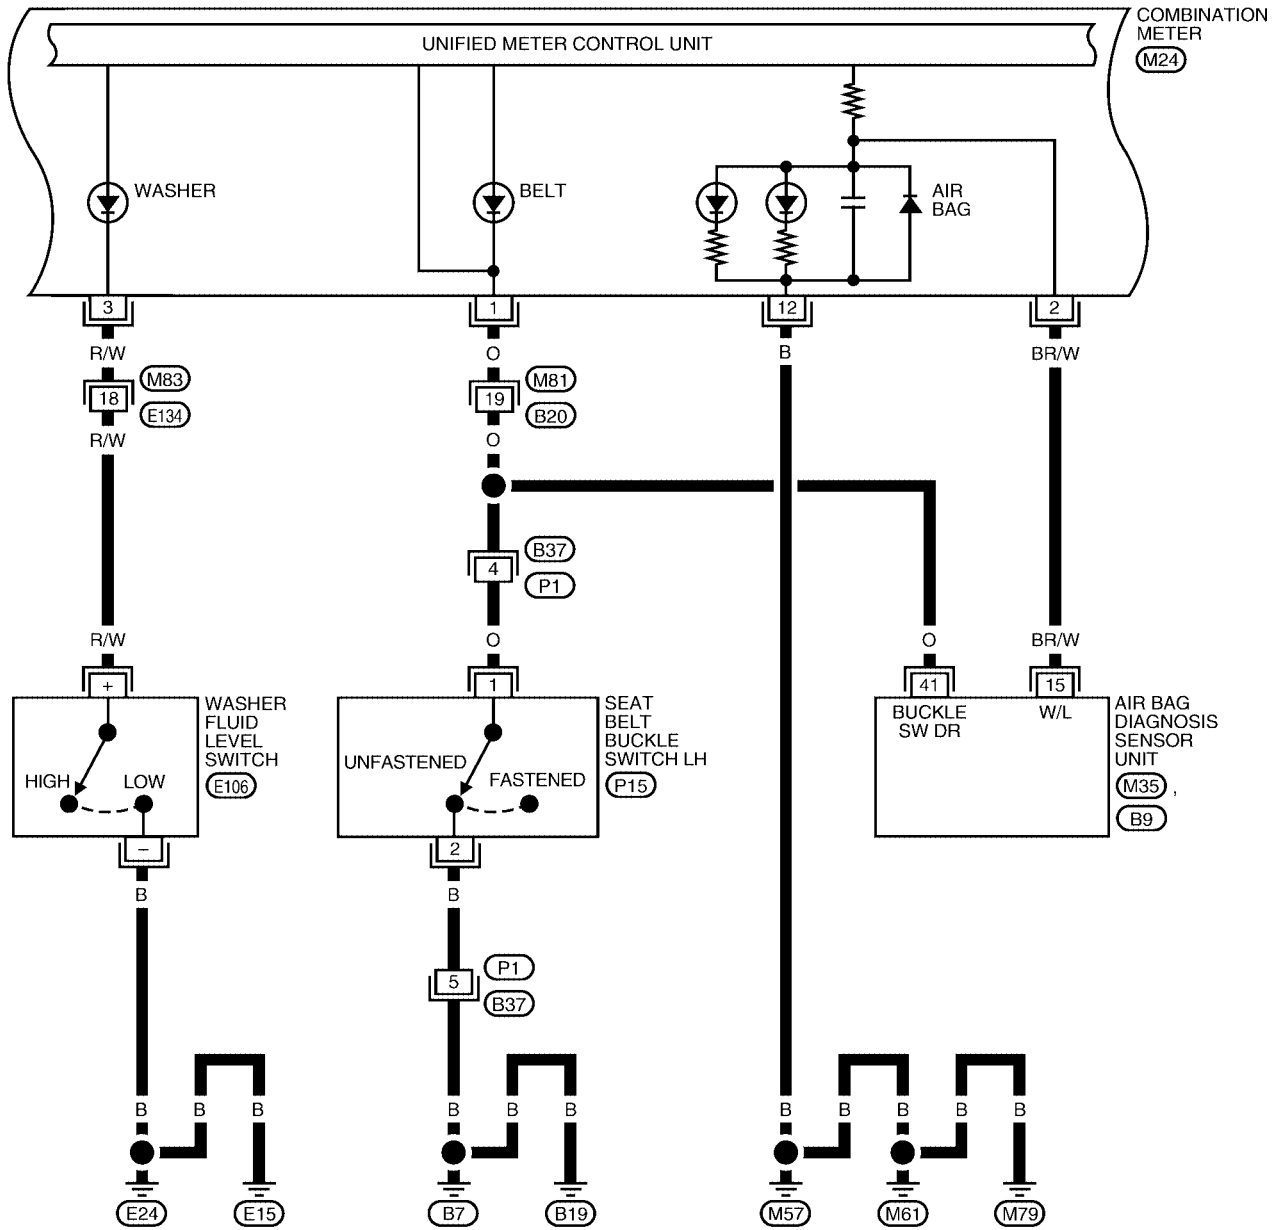 COMBINATION
METER
M24
UNIFIED METER CONTROL UNIT
WASHER
BELT
AIR
BAG
3
1
12
2
R/W
O
B
BR/W
M83
18
E134
M81
19
B20
R/W
O
B37
4
P1
R/W
O
O
BR/W
+
1
41
15
WASHER
FLUID
LEVEL
SWITCH
E106
HIGH
LOW
SEAT
BELT
BUCKLE
SWITCH LH
P15
UNFASTENED
FASTENED
BUCKLE
SW DR
W/L
AIR BAG
DIAGNOSIS
SENSOR
UNIT
M35 ,
B9
–
2
B
B
P1
5
B37
B
B
B
B
B
B
B
B
B
B
B
E24
E15
B7
B19
M57
M61
M79